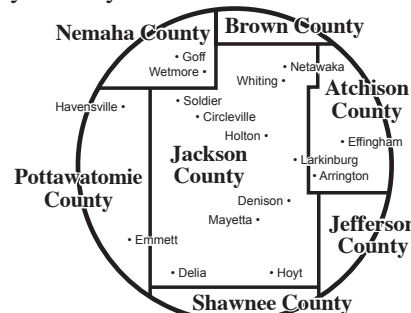 Brown County
Nemaha County
Goff
Wetmore
Netawaka
Whiting
Atchison
County
Havensville
Soldier
Circleville
Holton
Effingham
Jackson
County
Larkinburg
Arrington
Pottawatomie
County
Denison
Mayetta
Jefferson
County
Emmett
Delia
Hoyt
Shawnee County